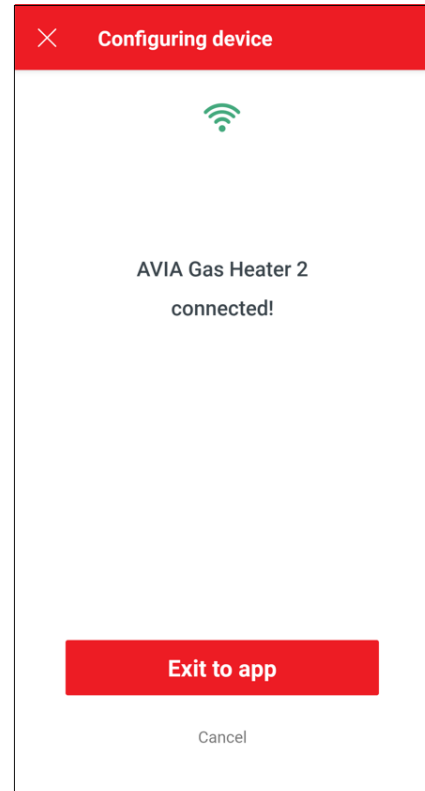 Configuring device
AVIA Gas Heater 2
connected!
Exit to app
Cancel